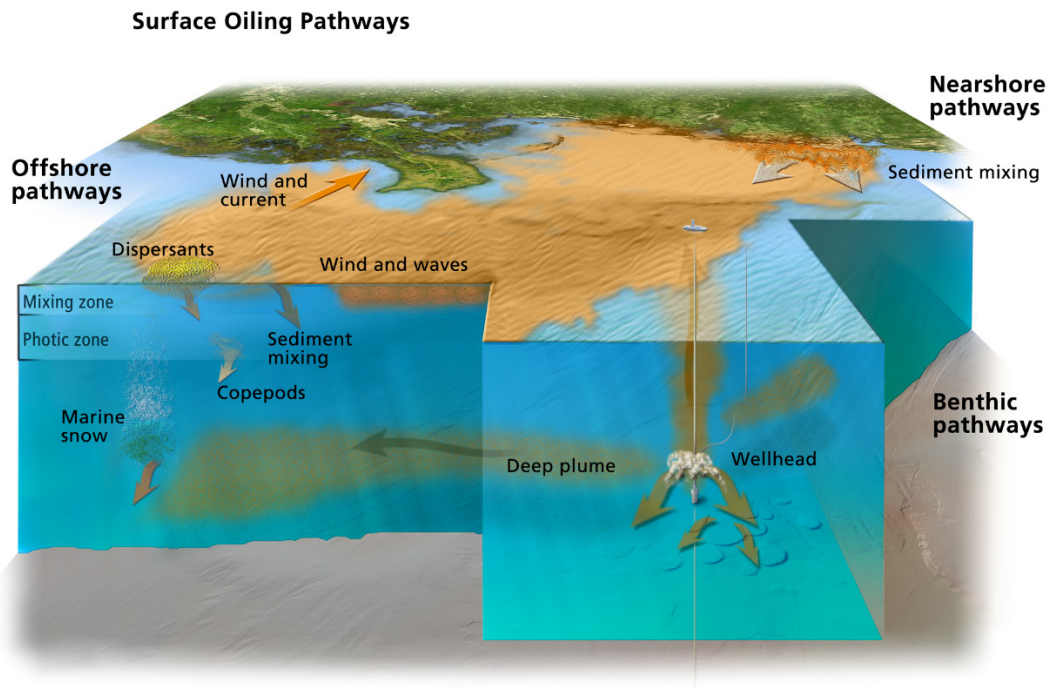 Surface Oiling Pathways
Nearshore
pathways
Offshore
pathways
Wind and
current
Sediment mixing
Dispersants
Wind and waves
Mixing zone
Photic zone
Sediment
mixing
Copepods
Marine
snow
Benthic
pathways
Deep plume
Wellhead